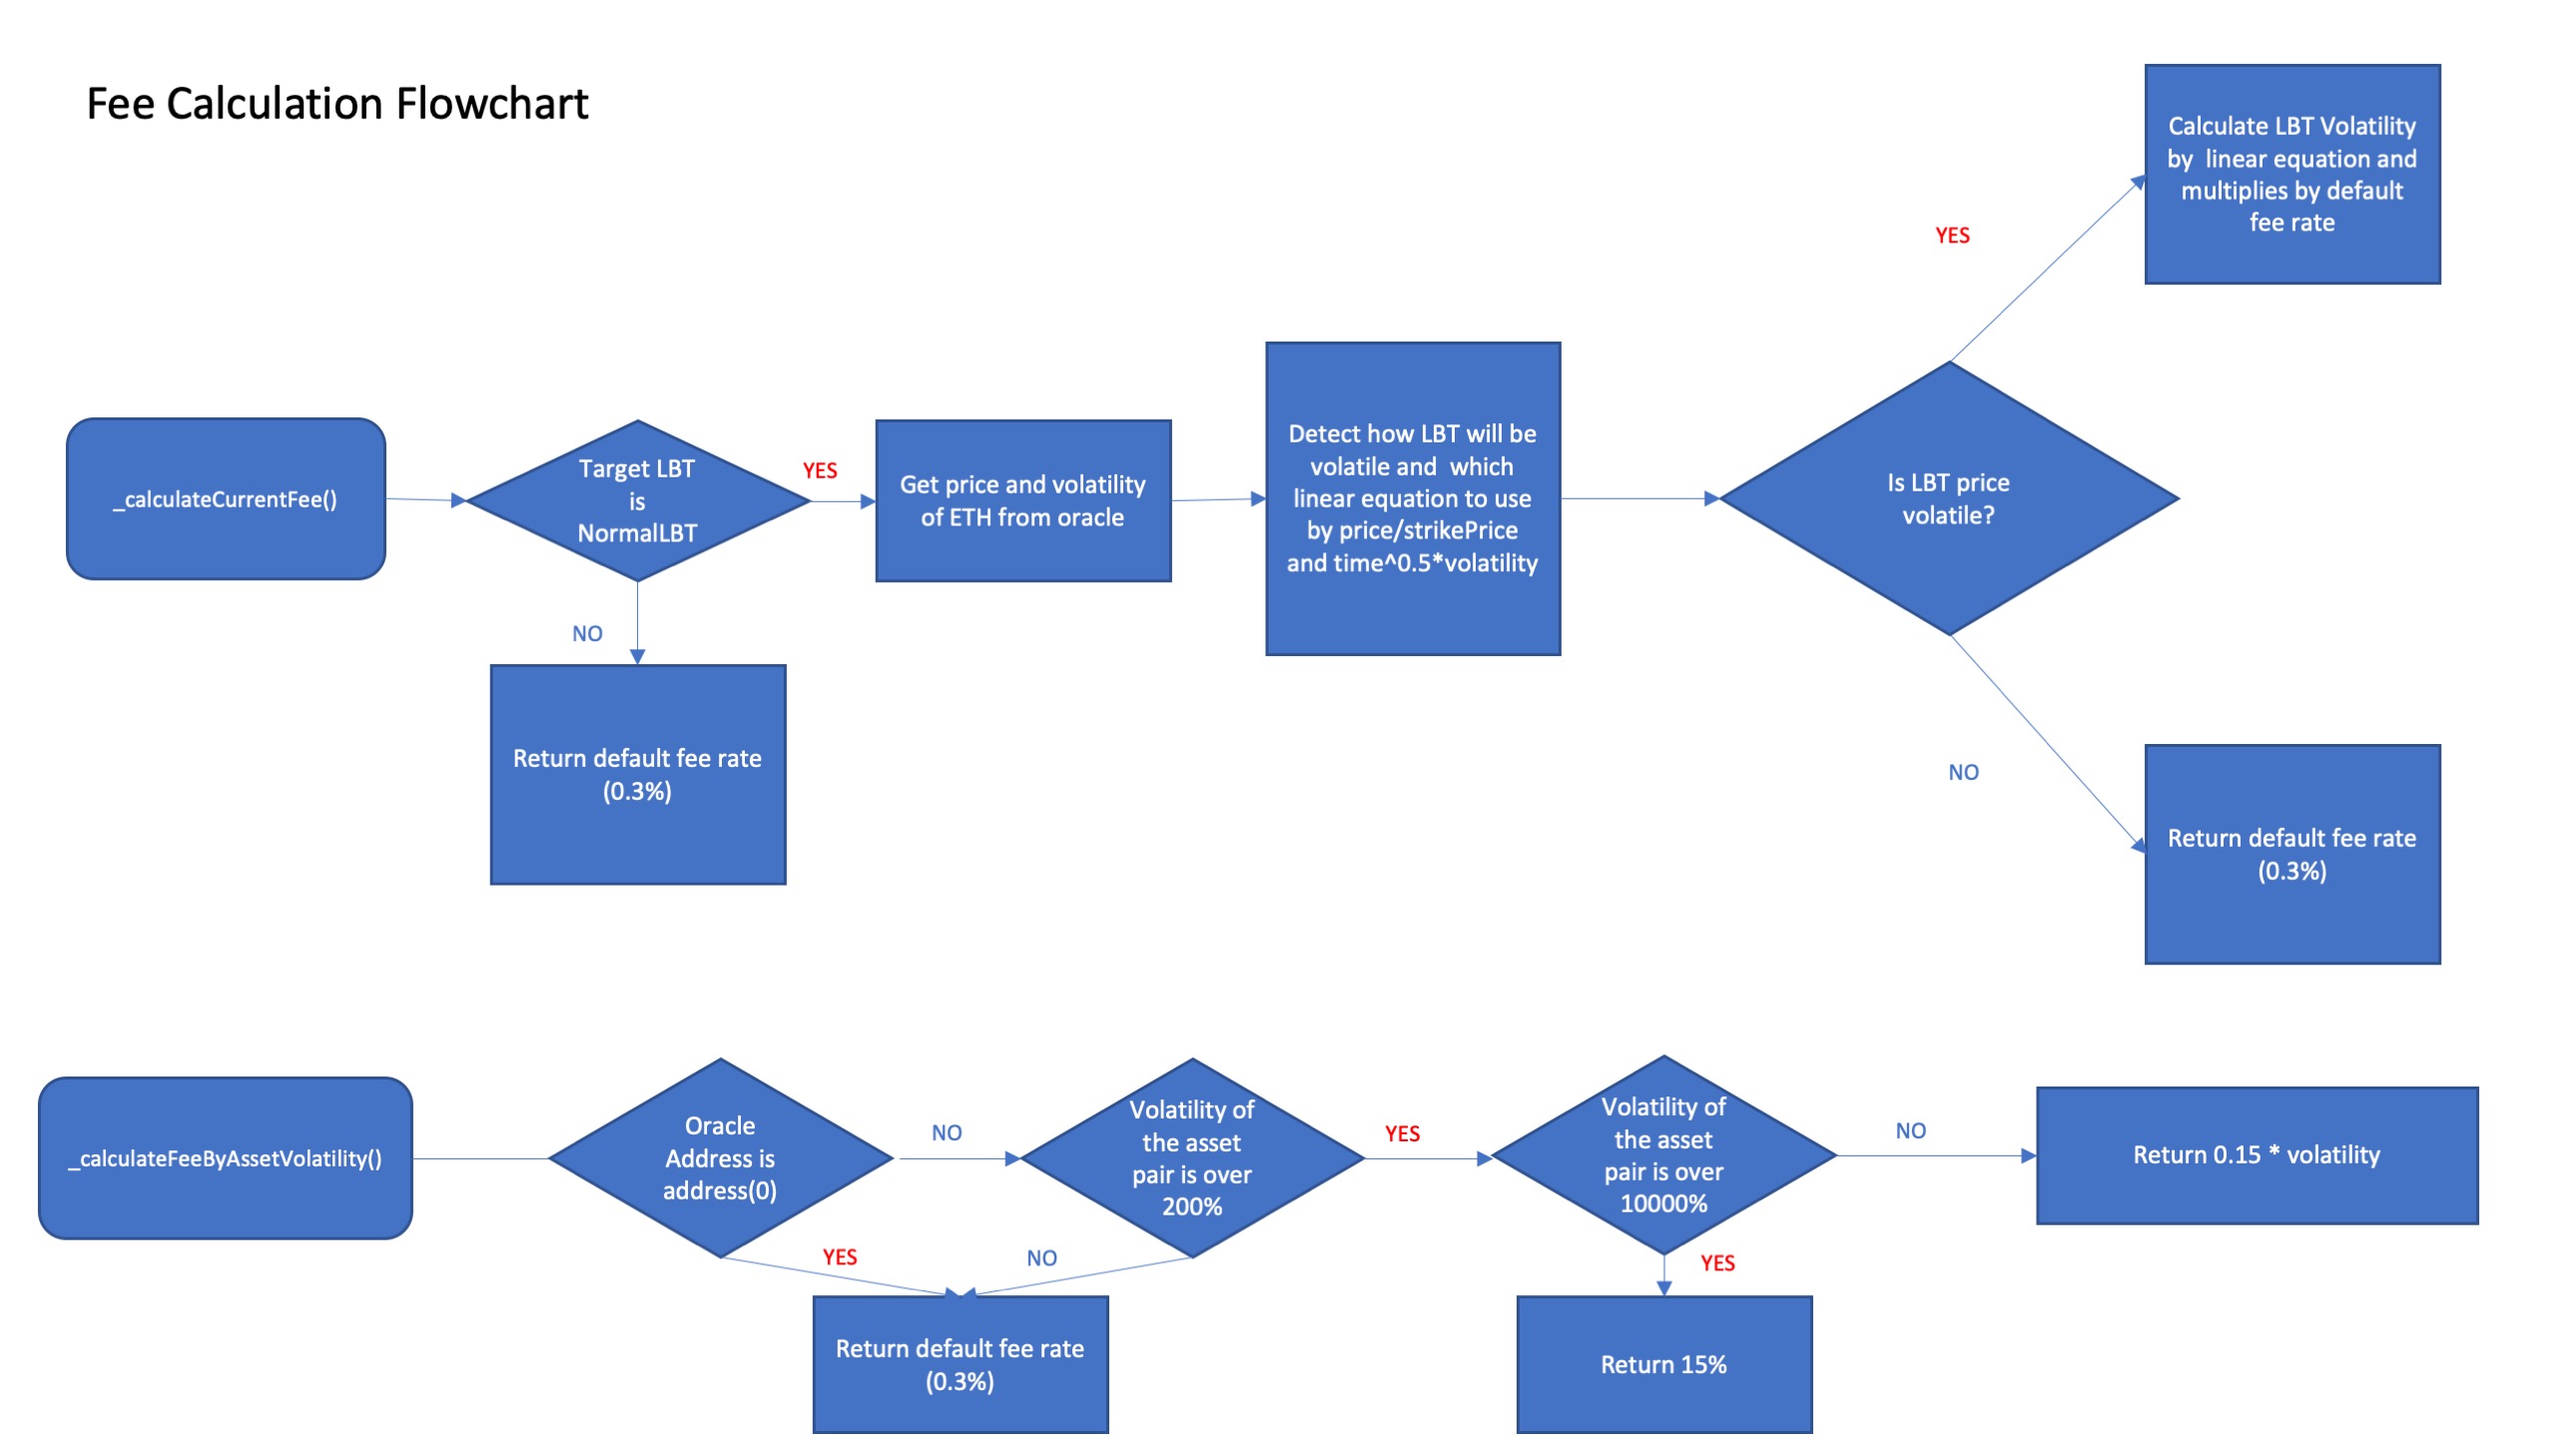 Fee Calculation Flowchart
Calculate LBT Volatility
by linear equation and
multiplies by default
fee rate
YES
_calculateCurrentFee()
Target LBT
is
NormalLBT
YES
Get price and volatility
of ETH from oracle
Detect how LBT will be
volatile and which
linear equation to use
by price/strikePrice
and time^0.5*volatility
Is LBT price
volatile?
NO
Return default fee rate
(0.3%)
NO
Return default fee rate
(0.3%)
_calculateFeeByAssetVolatility()
Oracle
Address is
address(0)
NO
Volatility of
the asset
pair is over
200%
YES
Volatility of
the asset
pair is over
10000%
NO
Return 0.15 * volatility
YES
NO
YES
Return default fee rate
(0.3%)
Return 15%